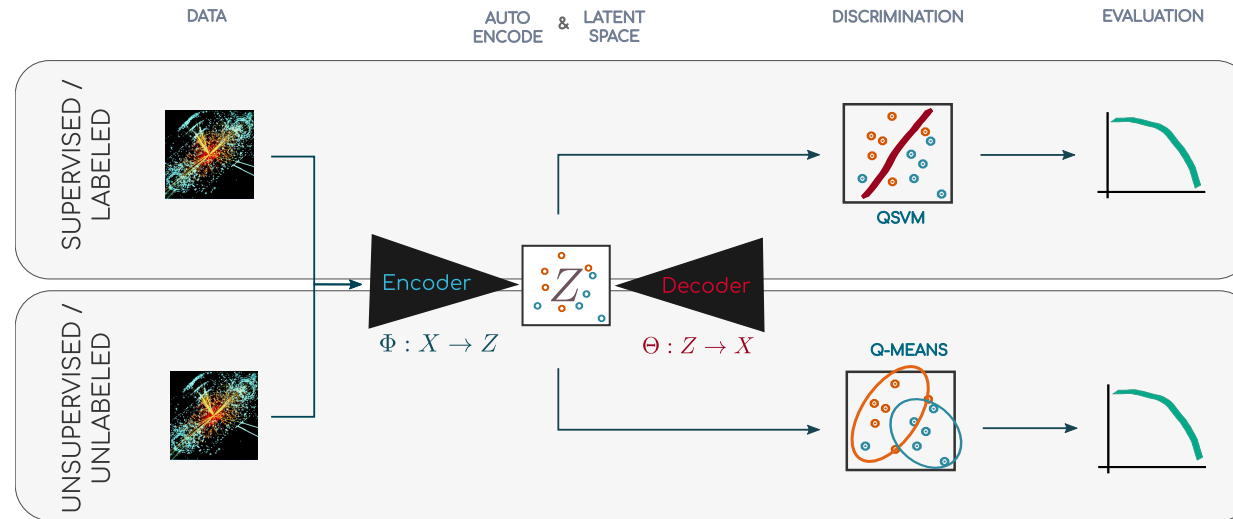 DATA
AUTO
ENCODE
&
LATENT
SPACE
DISCRIMINATION
EVALUATION
SUPERVISED /
LABELED
QSVM
Encoder
Z
Decoder
Φ : X → Z
Θ : Z → X
UNSUPERVISED /
UNLABELED
Q-MEANS